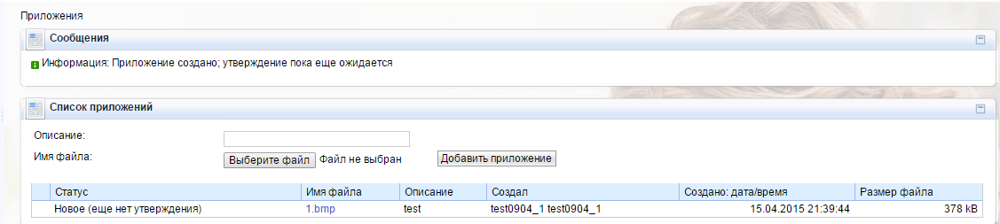 Приложения
Сообщения
Информация: Приложение создано; утверждение пока еще ожидается
Список приложений
Описание:
Имя файла: Выберите файл Файл не выбран Добавить приложение
Статус Имя файла Описание Создал Создано: дата/время Размер файла
Новое (еще нет утверждения) 1.bmp test test0904_1 test0904_1 15.04.2015 21:39:44 378 kB